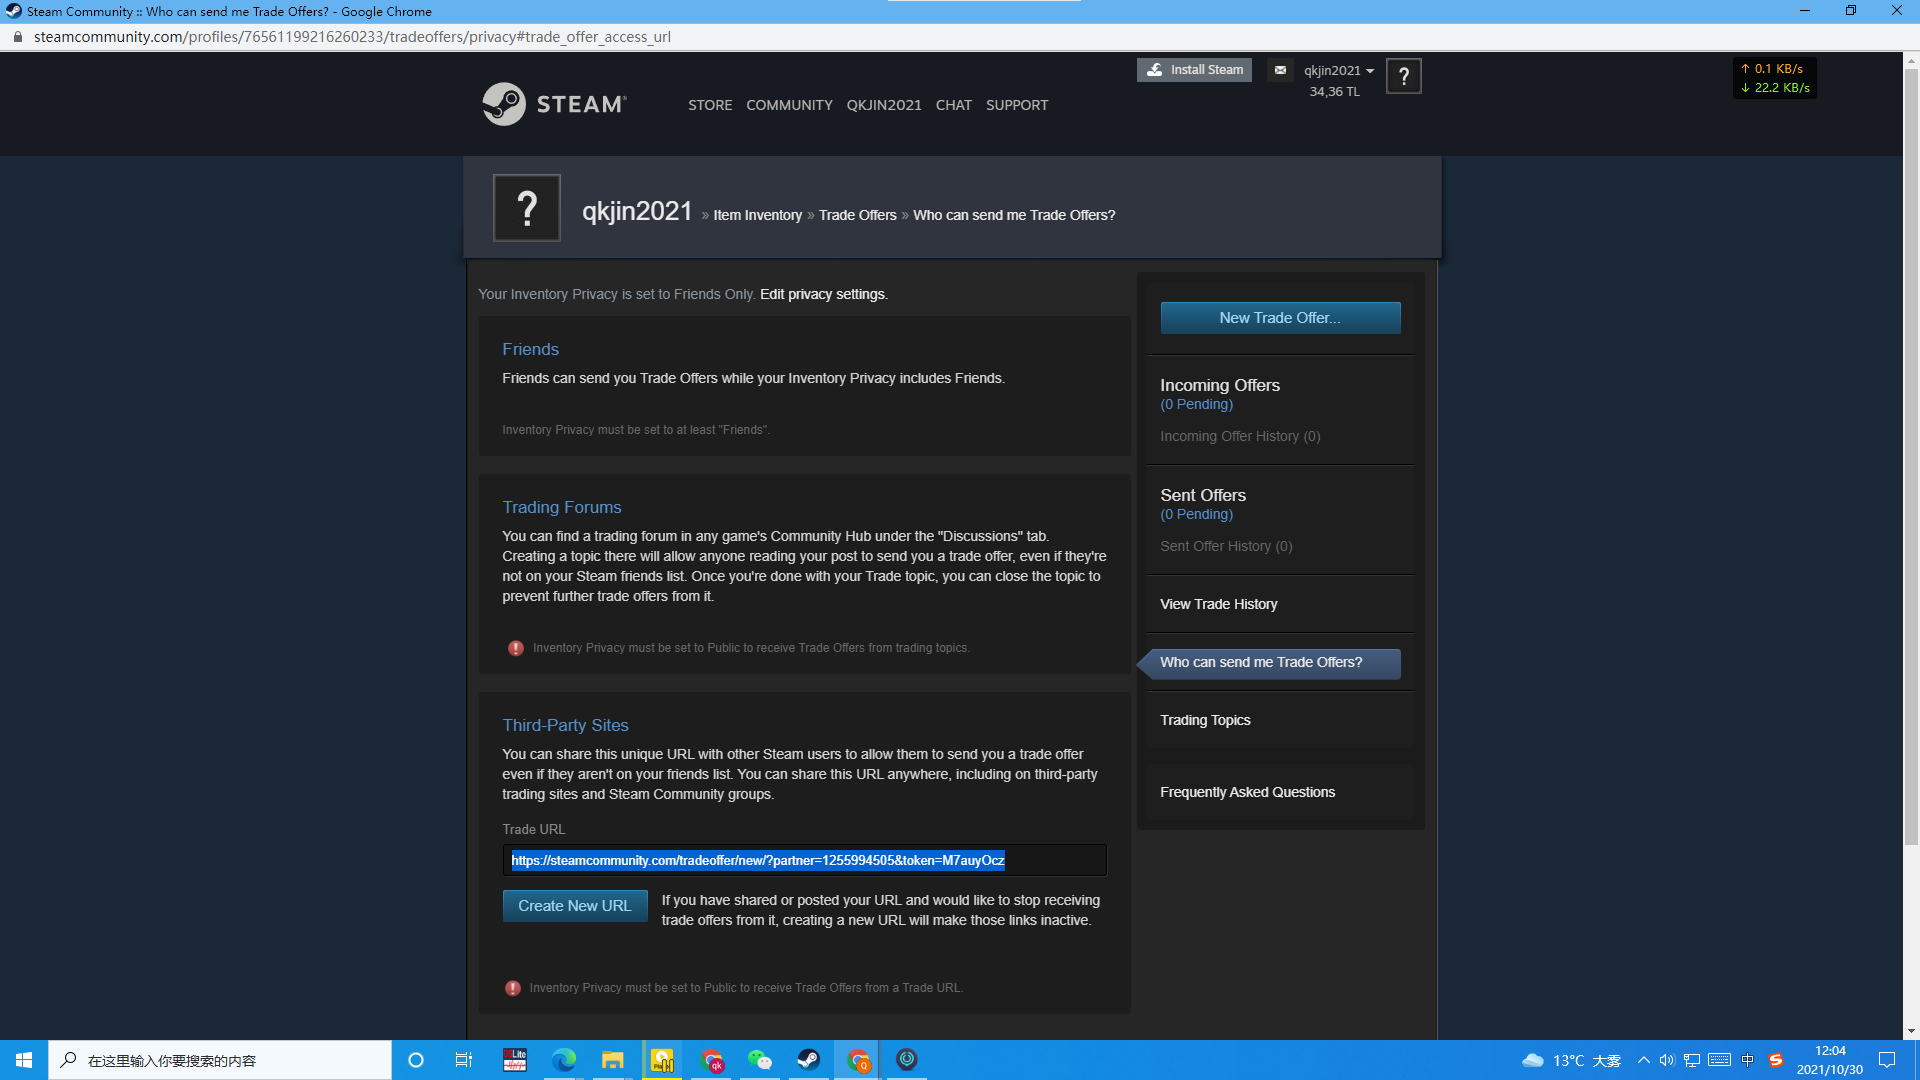 Steam Community :: Who can send me Trade Offers? - Google Chrome
steamcommunity.com/profiles/76561199216260233/tradeoffers/privacy#trade_offer_access_url
Install Steam
qkjin2021
34,36 TL
?
↑ 0.1 KB/s
↓ 22.2 KB/s
STEAM®
STORE COMMUNITY QKJIN2021 CHAT SUPPORT
?
qkjin2021 » Item Inventory » Trade Offers » Who can send me Trade Offers?
Your Inventory Privacy is set to Friends Only. Edit privacy settings.
Friends
Friends can send you Trade Offers while your Inventory Privacy includes Friends.
Inventory Privacy must be set to at least "Friends".
Trading Forums
You can find a trading forum in any game's Community Hub under the "Discussions" tab.
Creating a topic there will allow anyone reading your post to send you a trade offer, even if they're
not on your Steam friends list. Once you're done with your Trade topic, you can close the topic to
prevent further trade offers from it.
Inventory Privacy must be set to Public to receive Trade Offers from trading topics.
Third-Party Sites
You can share this unique URL with other Steam users to allow them to send you a trade offer
even if they aren't on your friends list. You can share this URL anywhere, including on third-party
trading sites and Steam Community groups.
Trade URL
https://steamcommunity.com/tradeoffer/new/?partner=1255994505&token=M7auyOcz
Create New URL
If you have shared or posted your URL and would like to stop receiving
trade offers from it, creating a new URL will make those links inactive.
Inventory Privacy must be set to Public to receive Trade Offers from a Trade URL.
New Trade Offer...
Incoming Offers
(0 Pending)
Incoming Offer History (0)
Sent Offers
(0 Pending)
Sent Offer History (0)
View Trade History
Who can send me Trade Offers?
Trading Topics
Frequently Asked Questions
在这里输入你要搜索的内容
qk
Q
13°C 大雾
中
12:04
2021/10/30